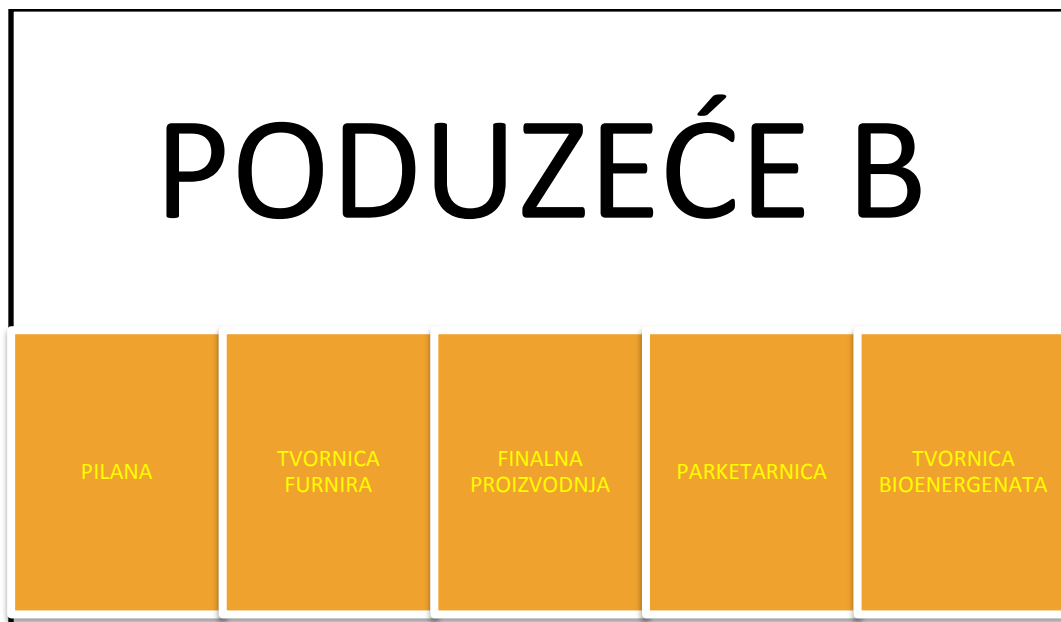 PODUZEĆE B
PILANA
TVORNICA
FURNIRA
FINALNA
PROIZVODNJA
PARKETARNICA
TVORNICA
BIOENERGENATA